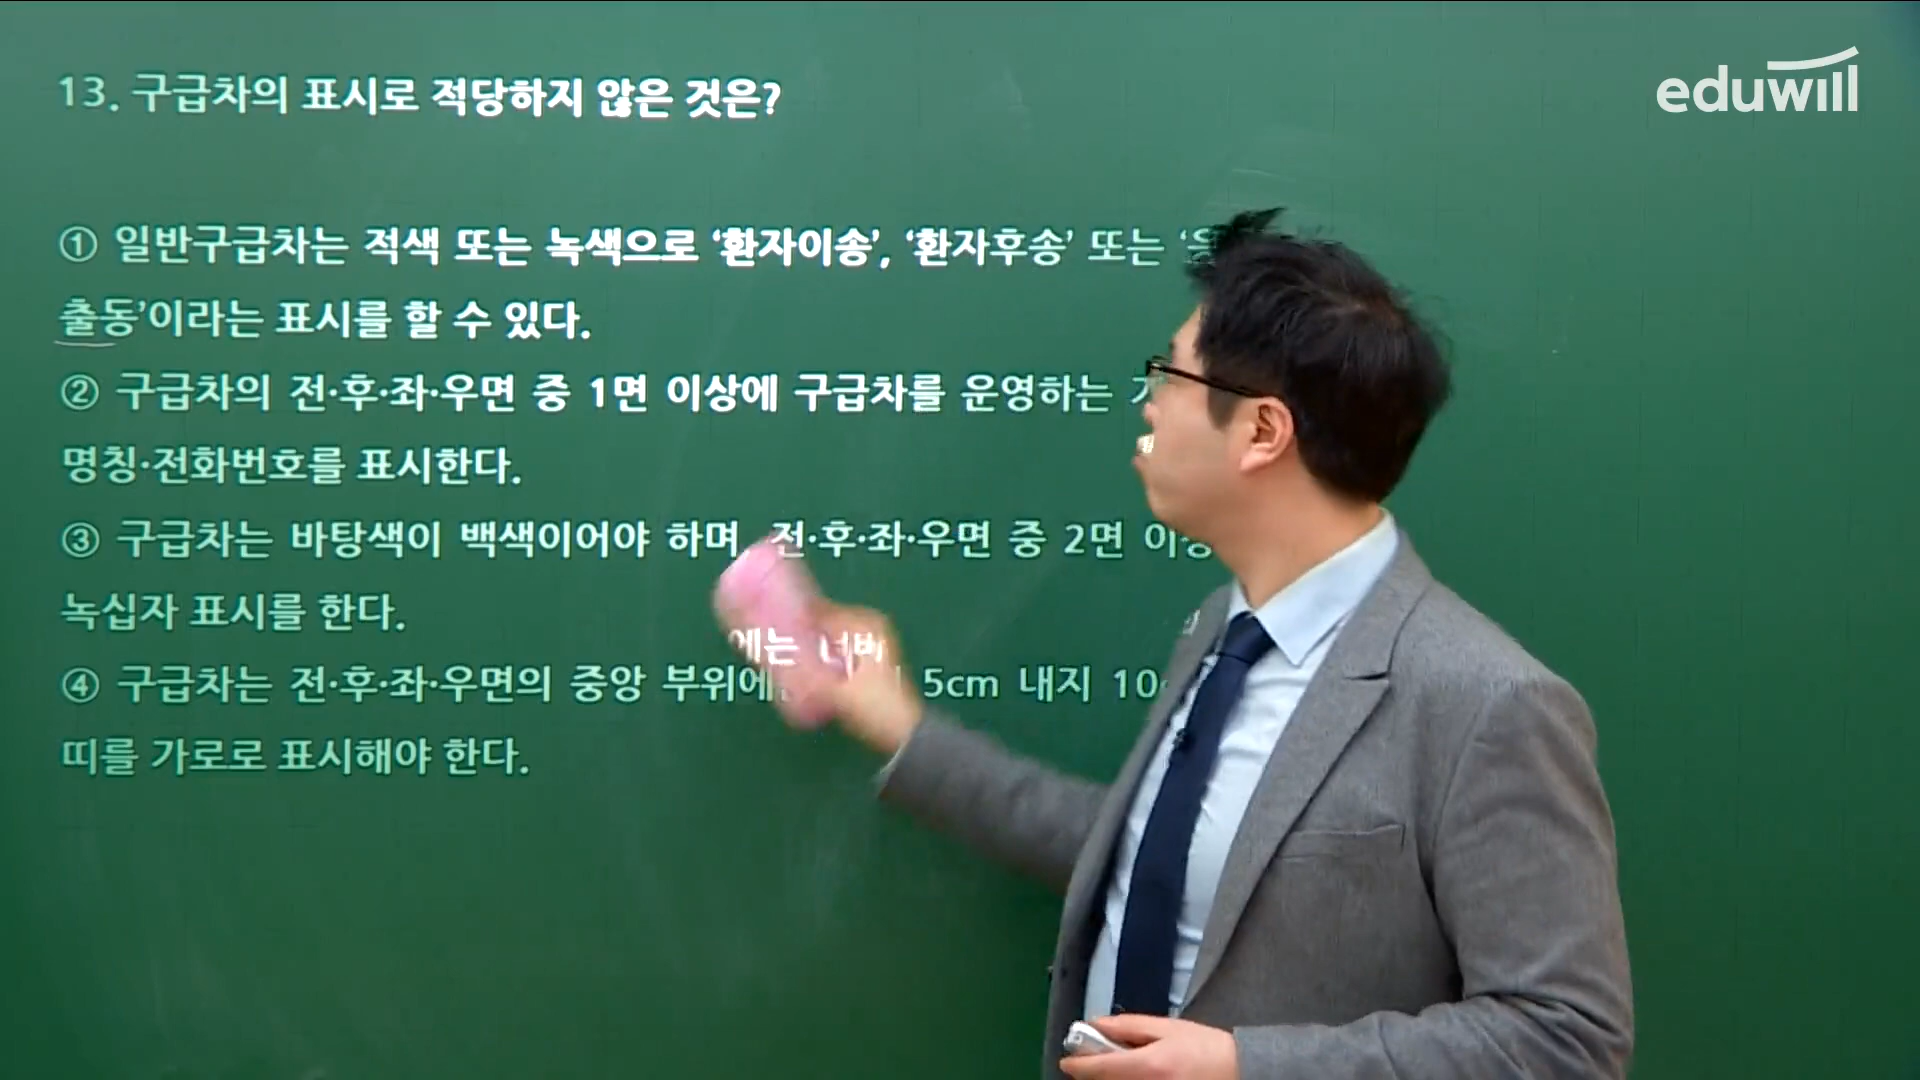 eduwill
13. 구급차의 표시로 적당하지 않은 것은?
① 일반구급차는 적색 또는 녹색으로 ‘환자이송’, ‘환자후송’ 또는
출동’이라는 표시를 할 수 있다.
② 구급차의 전·후·좌·우면 중 1면 이상에 구급차를 운영하는
명칭·전화번호를 표시한다.
③ 구급차는 바탕색이 백색이어야 하며, 전·후·좌·우면 중 2면
녹십자 표시를 한다.
④ 구급차는 전·후·좌·우면의 중앙 부위에는 5cm 내지
띠를 가로로 표시해야 한다.